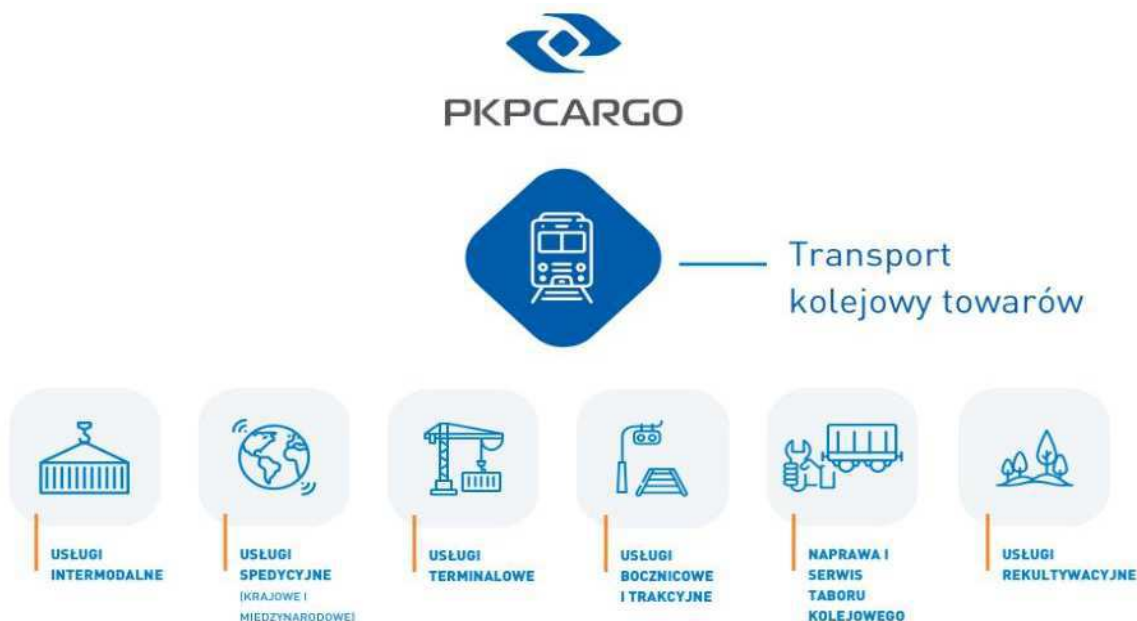 PKPCARGO
Transport
kolejowy towarów
USŁUGI
INTERMODALNE
USŁUGI
SPEDYCYJNE
(KRAJOWE I
MIEDZYNARODOWE)
USŁUGI
TERMINALOWE
USŁUGI
BOCZNICOWE
I TRAKCYJNE
NAPRAWA I
SERWIS
TABORU
KOLEJOWEGO
USŁUGI
REKULTYWACYJNE